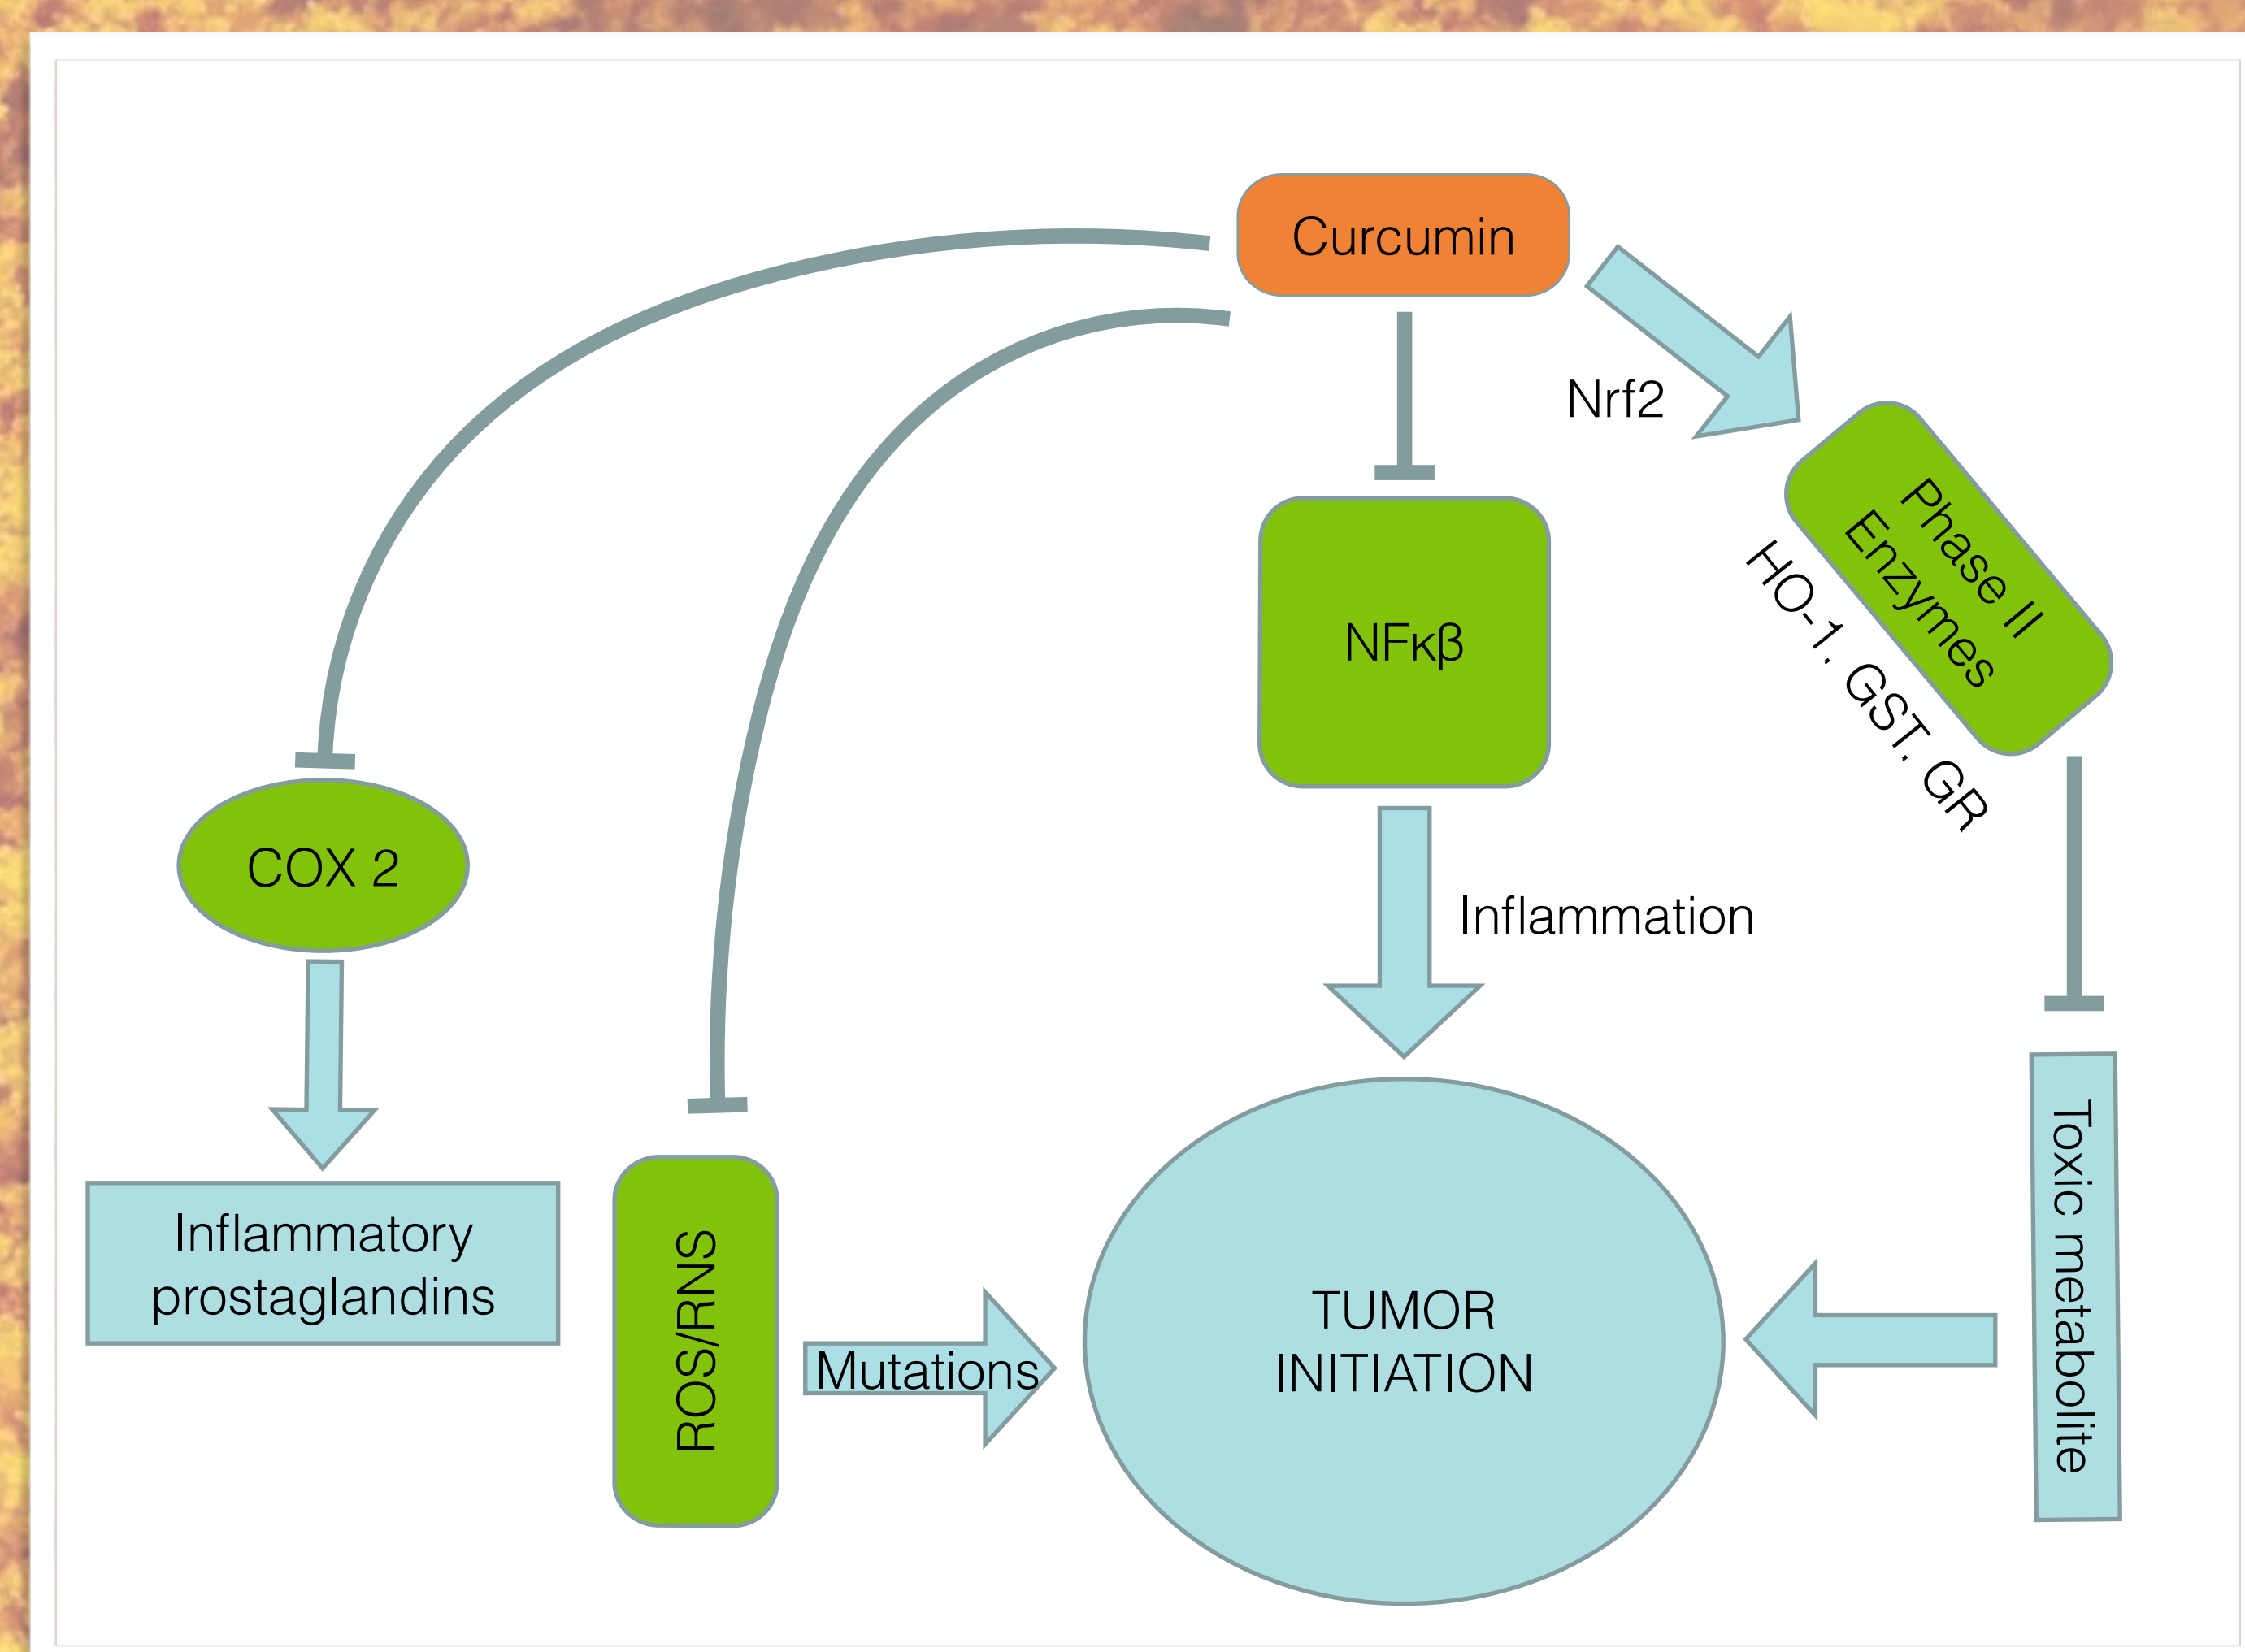 Curcumin
Nrf2
Phase II
Enzymes
HO-1, GST, GR
NFκβ
COX 2
Inflammation
Inflammatory
prostaglandins
ROS/RNS
Mutations
TUMOR
INITIATION
Toxic metabolite